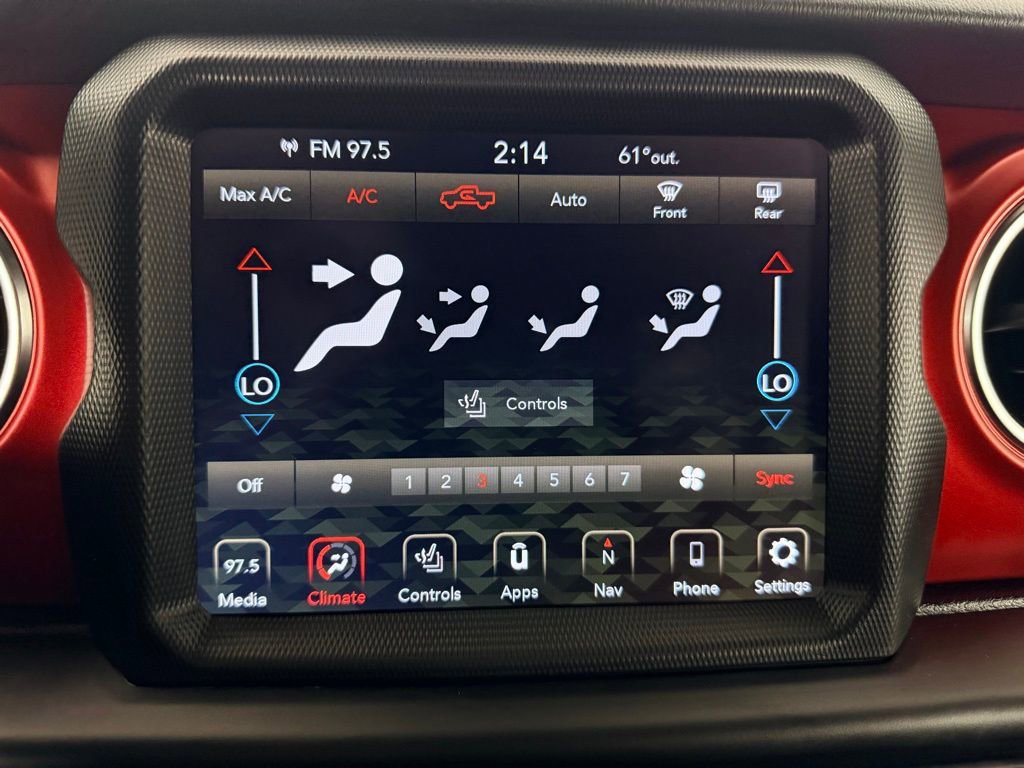 FM 97.5 2:14 61°out.
Max A/C A/C Auto Front Rear
LO LO
Controls
Off 1 2 3 4 5 6 7 Sync
97.5 N
Media Climate Controls Apps Nav Phone Settings